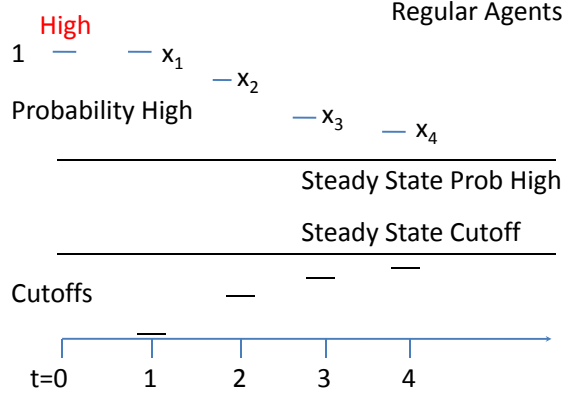 Regular Agents
High
1
x1
x2
Probability High
x3
x4
Steady State Prob High
Steady State Cutoff
Cutoffs
t=0 1 2 3 4